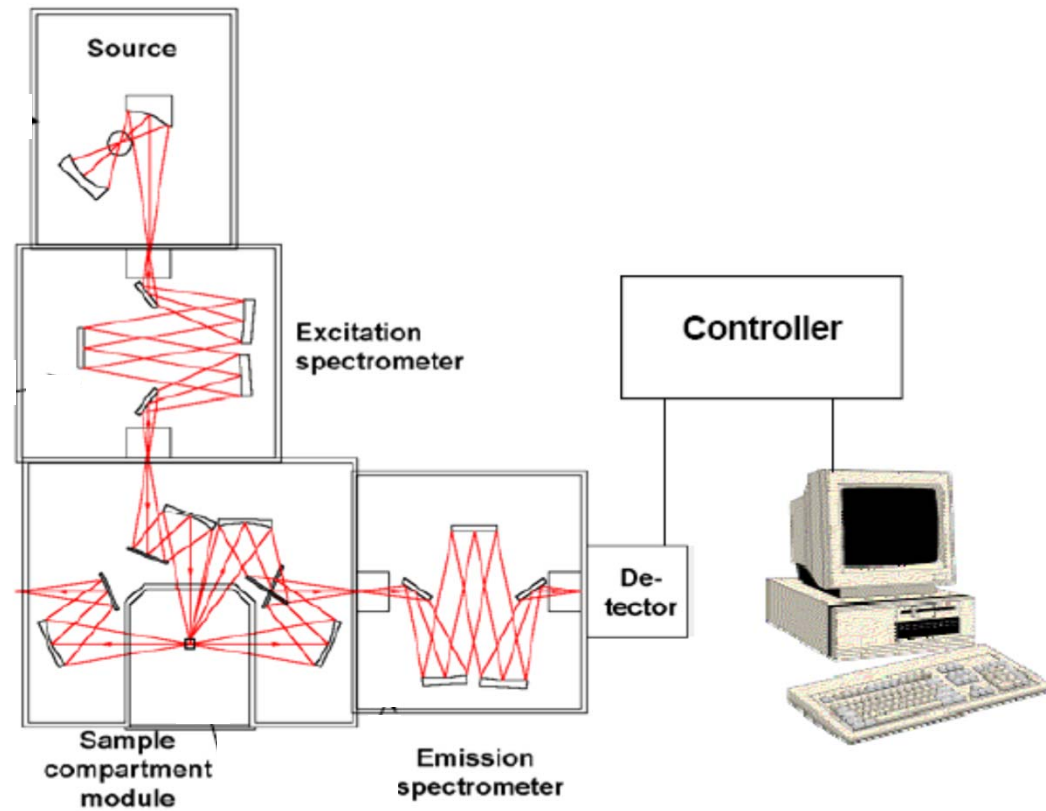 Source
Excitation
spectrometer
Controller
De-
tector
Sample
compartment
module
Emission
spectrometer